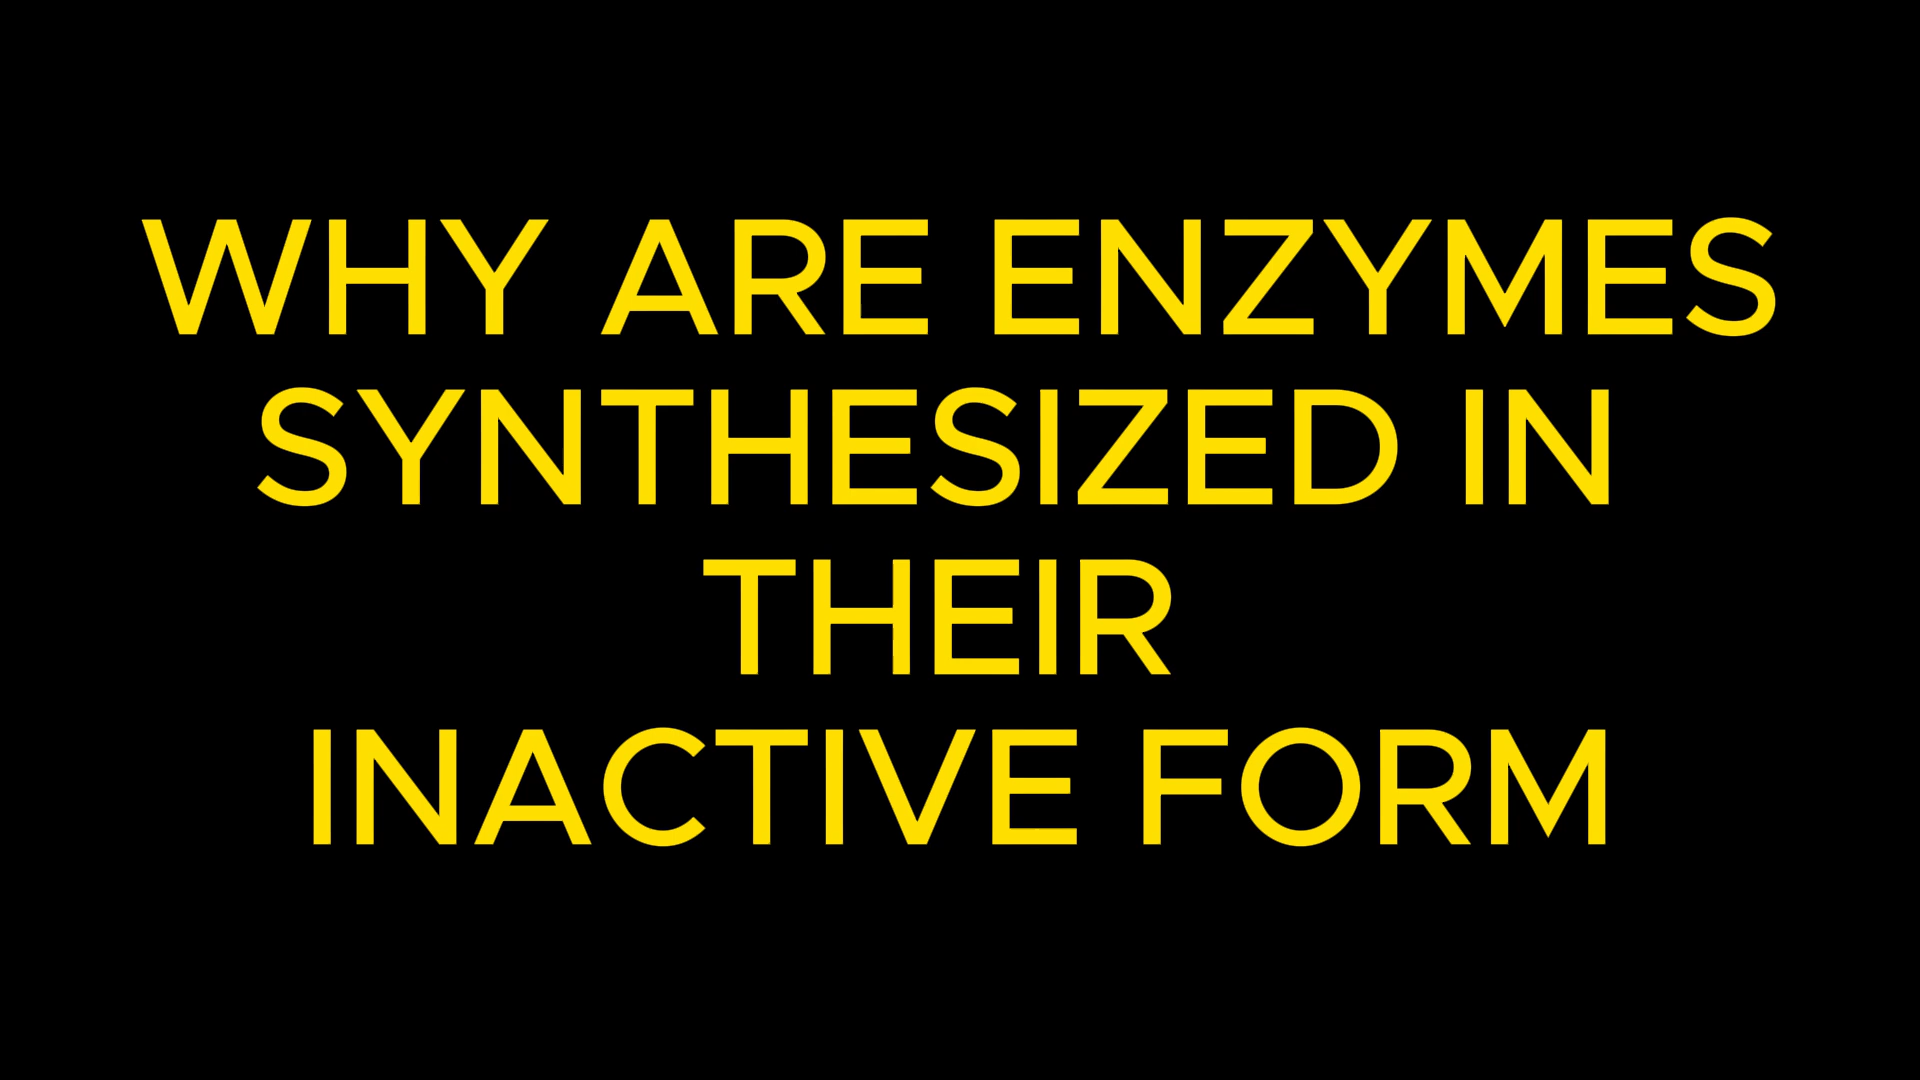 WHY ARE ENZYMES
SYNTHESIZED IN
THEIR
INACTIVE FORM